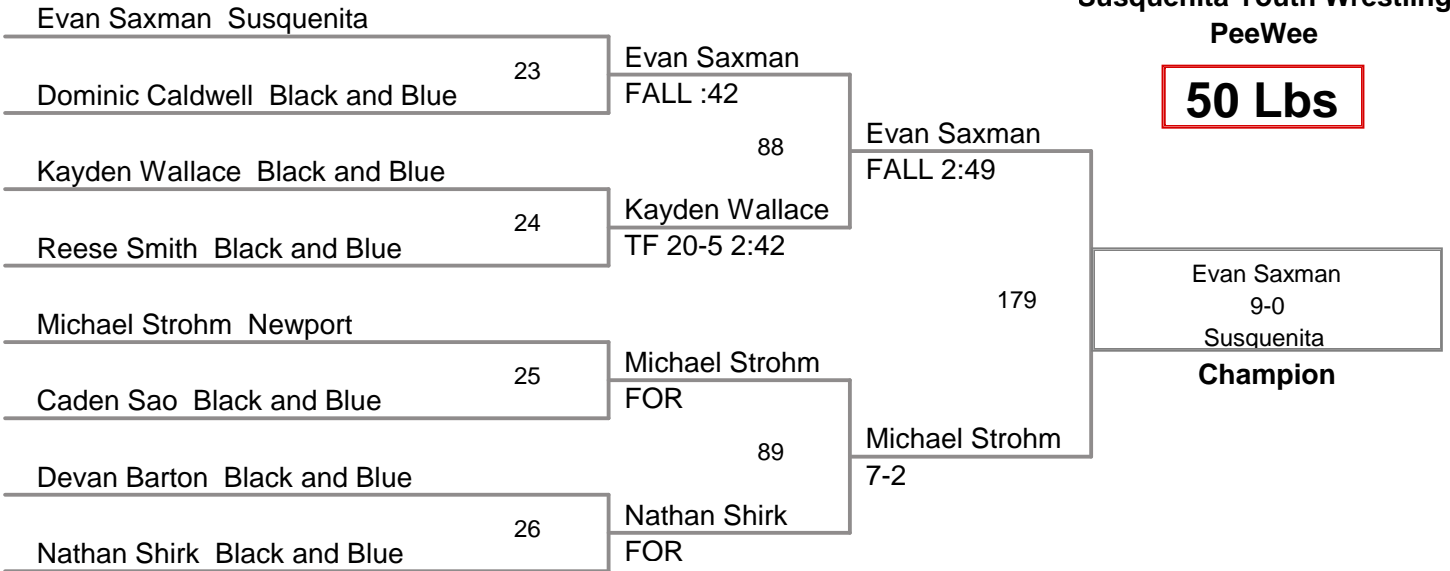 Susquenita Youth Wrestling
PeeWee
50 Lbs
Evan Saxman Susquenita
23
Dominic Caldwell Black and Blue
Evan Saxman
FALL :42
88
Kayden Wallace Black and Blue
24
Reese Smith Black and Blue
Kayden Wallace
TF 20-5 2:42
Evan Saxman
FALL 2:49
179
Michael Strohm Newport
25
Caden Sao Black and Blue
Michael Strohm
FOR
89
Devan Barton Black and Blue
26
Nathan Shirk Black and Blue
Nathan Shirk
FOR
Michael Strohm
7-2
Evan Saxman
9-0
Susquenita
Champion